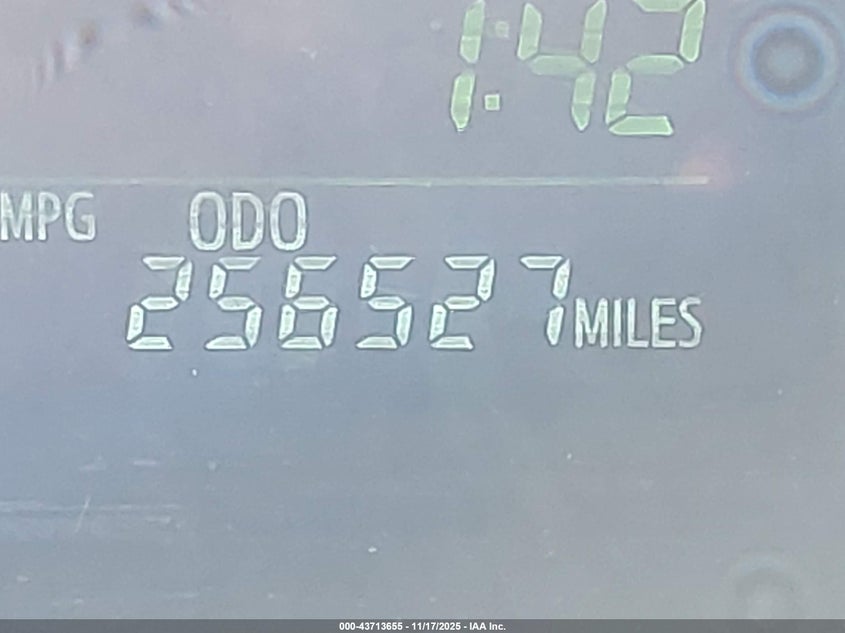 1:42
MPG ODO
256527 MILES
000-43713655 - 11/17/2025 - IAA Inc.